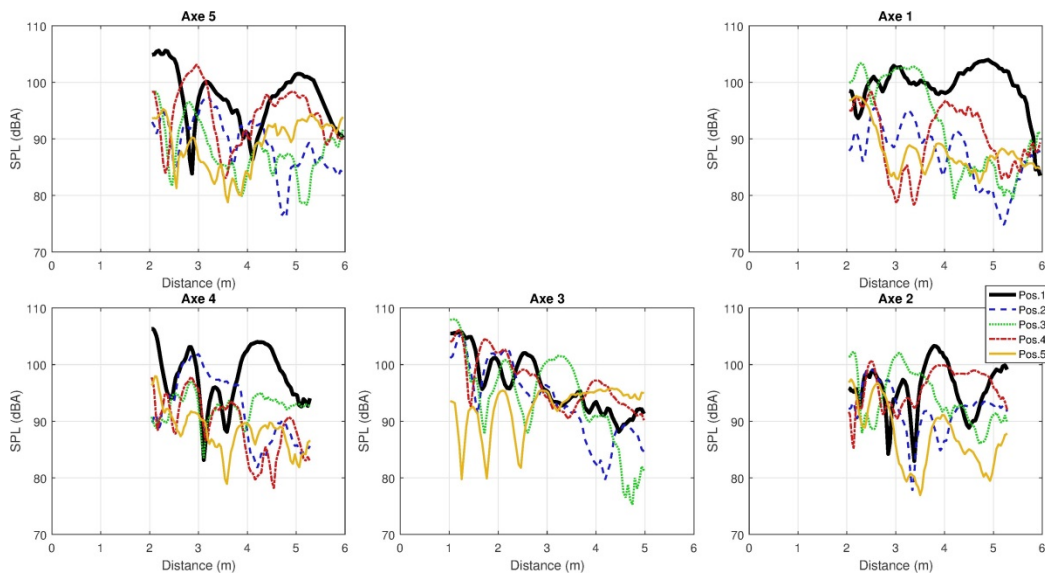 Axe 5
110
100
90
80
70
SPL (dBA)
0 1 2 3 4 5 6
Distance (m)
Axe 1
110
100
90
80
70
SPL (dBA)
0 1 2 3 4 5 6
Distance (m)
Axe 4
110
100
90
80
70
SPL (dBA)
0 1 2 3 4 5 6
Distance (m)
Axe 3
110
100
90
80
70
SPL (dBA)
0 1 2 3 4 5 6
Distance (m)
Axe 2
110
100
90
80
70
SPL (dBA)
0 1 2 3 4 5 6
Distance (m)
Pos.1
Pos.2
Pos.3
Pos.4
Pos.5